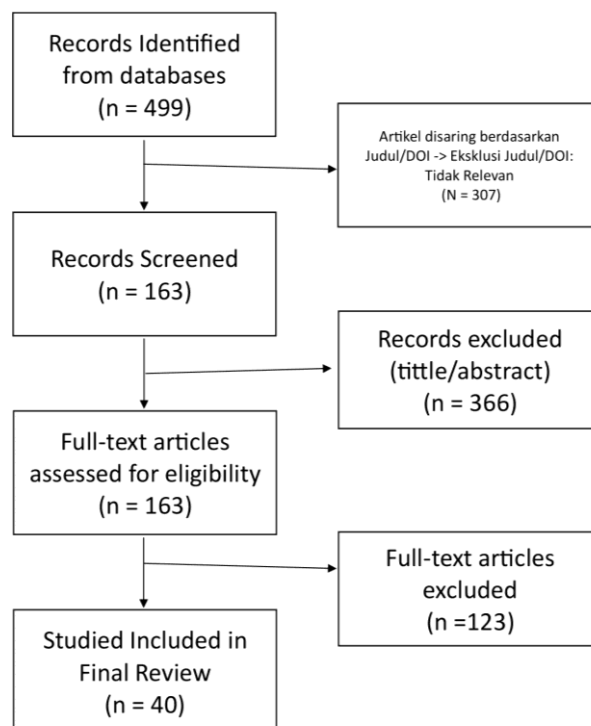 Records Identified
from databases
(n = 499)
Artikel disaring berdasarkan
Judul/DOI -> Eksklusi Judul/DOI:
Tidak Relevan
(N = 307)
Records Screened
(n = 163)
Records excluded
(tittle/abstract)
(n = 366)
Full-text articles
assessed for eligibility
(n = 163)
Full-text articles
excluded
(n =123)
Studied Included in
Final Review
(n = 40)